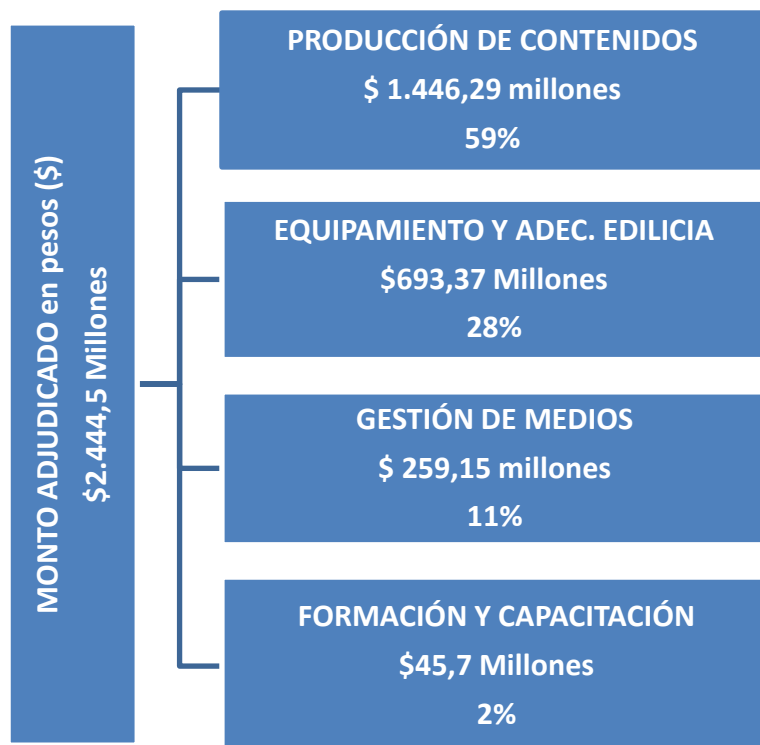 MONTO ADJUDICADO en pesos ($)
$2.444,5 Millones
PRODUCCIÓN DE CONTENIDOS
$ 1.446,29 millones
59%
EQUIPAMIENTO Y ADEC. EDILICIA
$693,37 Millones
28%
GESTIÓN DE MEDIOS
$ 259,15 millones
11%
FORMACIÓN Y CAPACITACIÓN
$45,7 Millones
2%